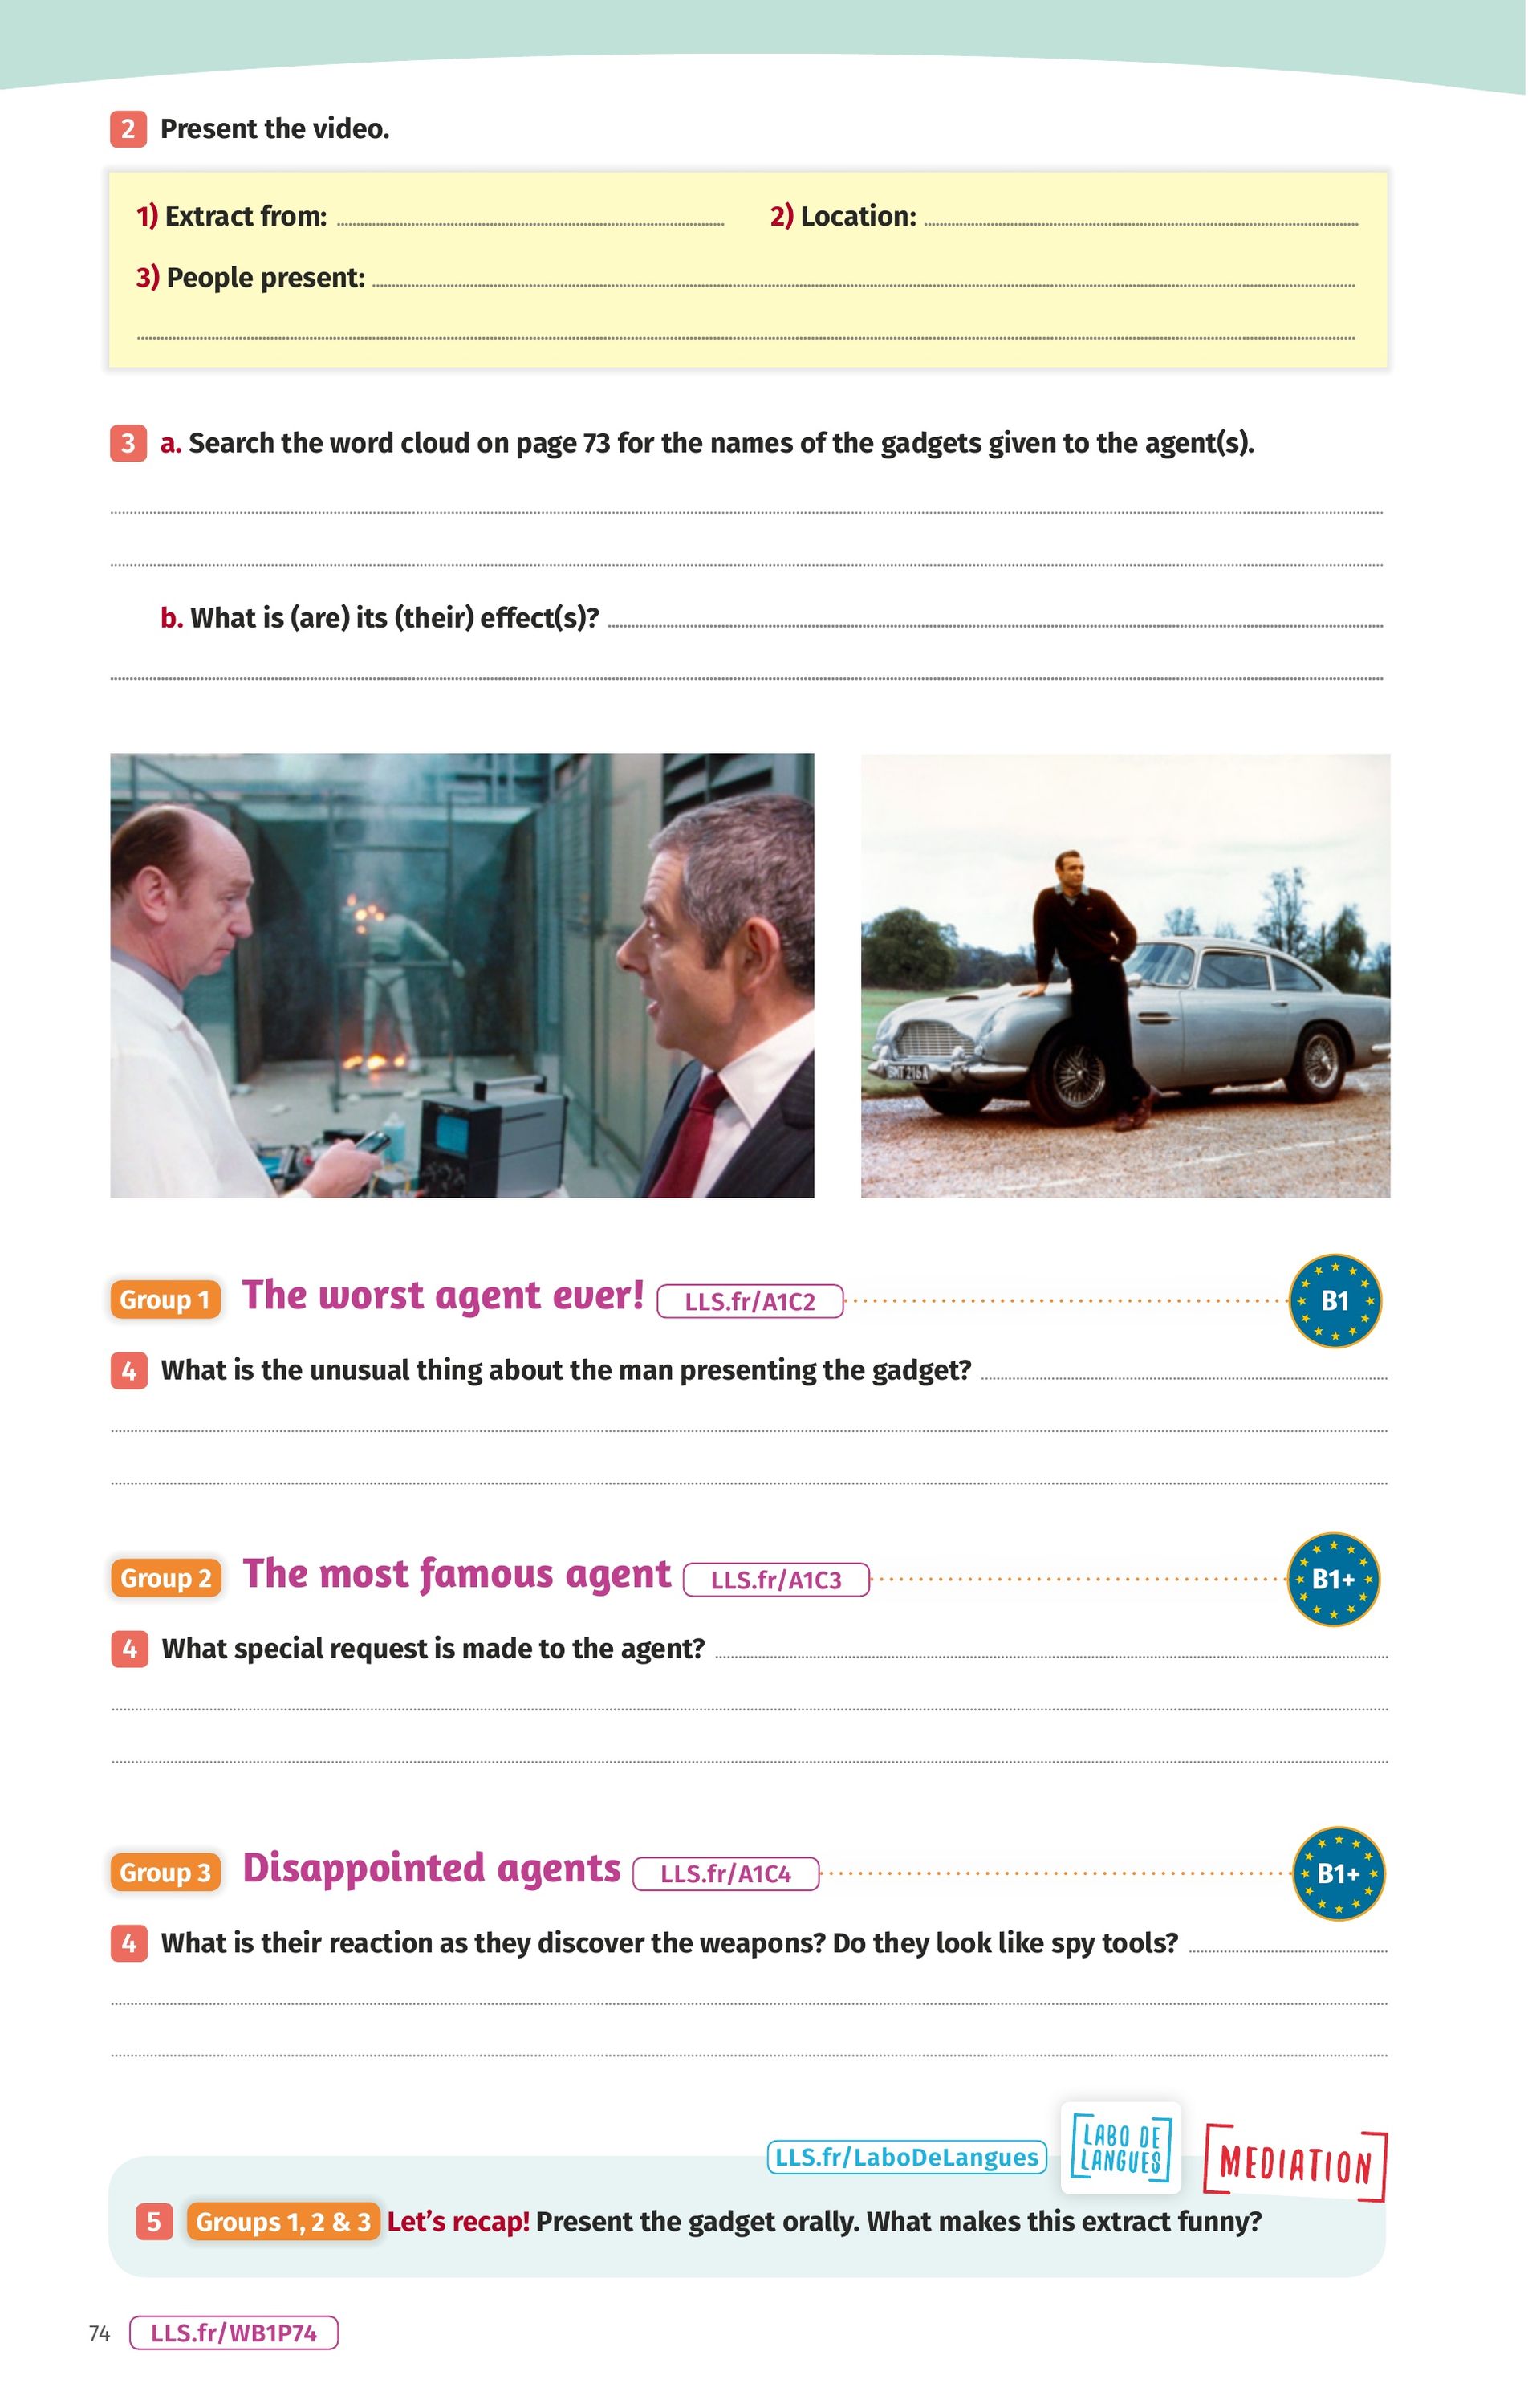 2 Present the video.
1) Extract from:
2) Location:
3) People present:
3 a. Search the word cloud on page 73 for the names of the gadgets given to the agent(s).
b. What is (are) its (their) effect(s)?
BMT 216A
Group 1 The worst agent ever! LLS.fr/A1C2 B1
4 What is the unusual thing about the man presenting the gadget?
Group 2 The most famous agent LLS.fr/A1C3 B1+
4 What special request is made to the agent?
Group 3 Disappointed agents LLS.fr/A1C4 B1+
4 What is their reaction as they discover the weapons? Do they look like spy tools?
LLS.fr/LaboDeLangues
LABO DE
LANGUES
MEDIATION
5 Groups 1, 2 & 3 Let's recap! Present the gadget orally. What makes this extract funny?
74 LLS.fr/WB1P74